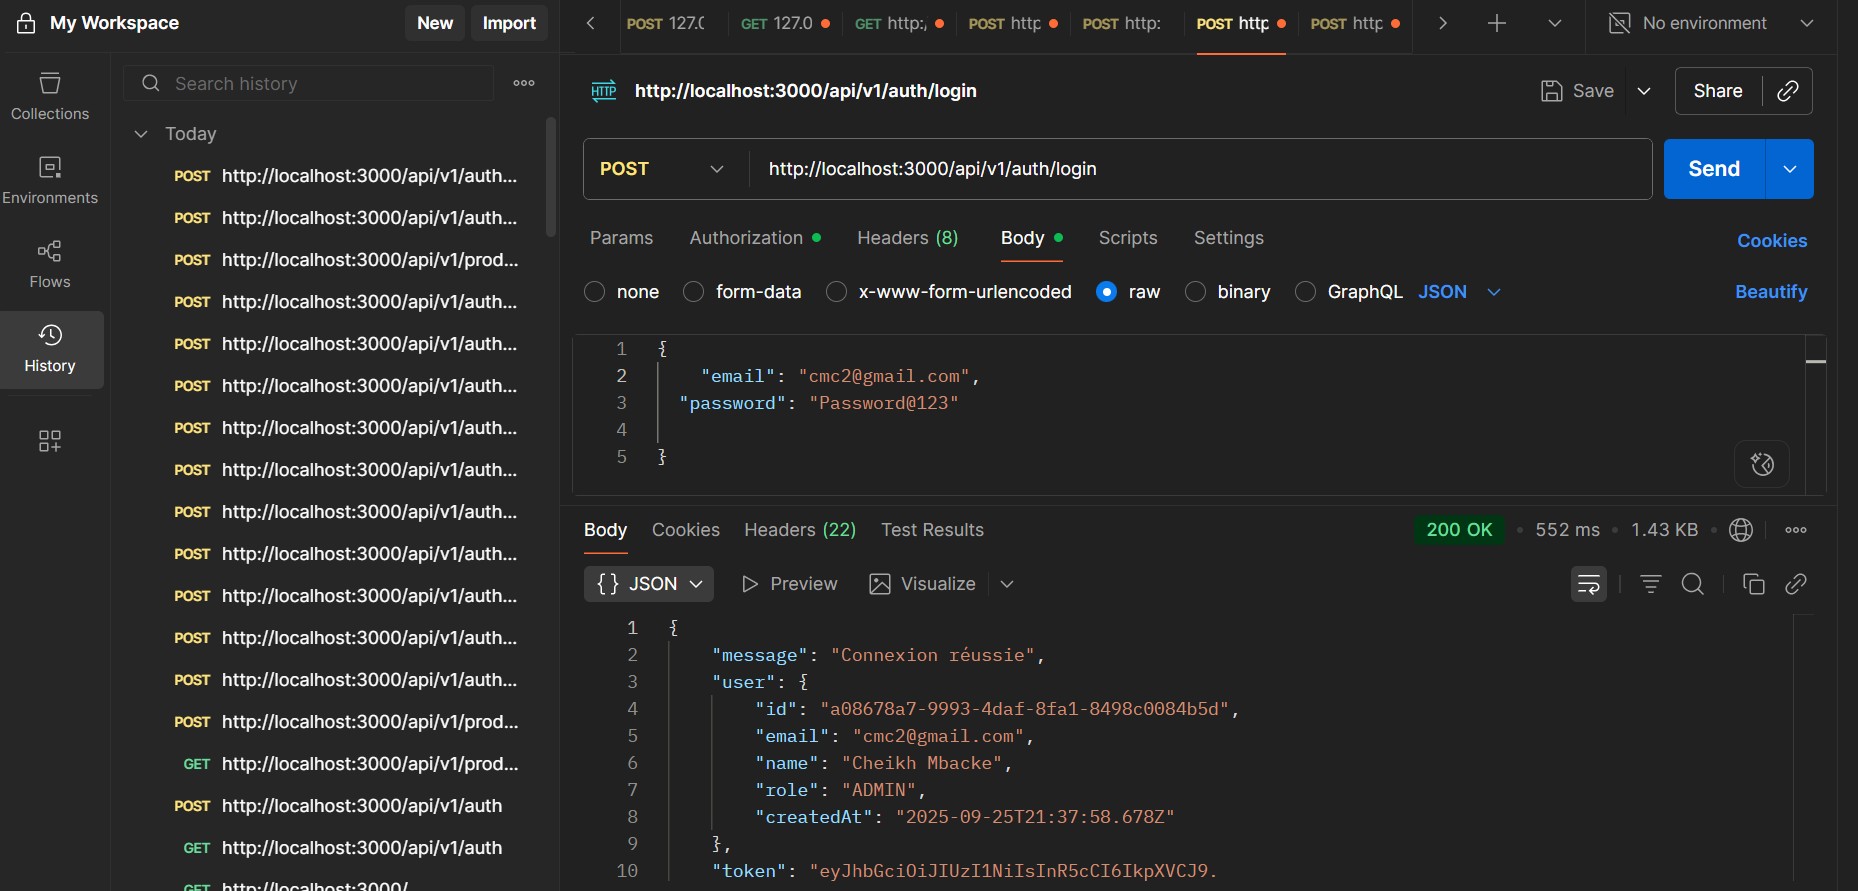 My Workspace
New
Import
POST 127.0
GET 127.0
GET http:/
POST http
POST http:
POST http
POST http
No environment
Collections
Environments
Flows
History
Search history
Today
POST http://localhost:3000/api/v1/auth...
POST http://localhost:3000/api/v1/auth...
POST http://localhost:3000/api/v1/prod...
POST http://localhost:3000/api/v1/auth...
POST http://localhost:3000/api/v1/auth...
POST http://localhost:3000/api/v1/auth...
POST http://localhost:3000/api/v1/auth...
POST http://localhost:3000/api/v1/auth...
POST http://localhost:3000/api/v1/auth...
POST http://localhost:3000/api/v1/auth...
POST http://localhost:3000/api/v1/auth...
POST http://localhost:3000/api/v1/auth...
POST http://localhost:3000/api/v1/auth...
POST http://localhost:3000/api/v1/prod...
GET http://localhost:3000/api/v1/prod...
POST http://localhost:3000/api/v1/auth
GET http://localhost:3000/api/v1/auth
GET http://localhost:3000/
HTTP http://localhost:3000/api/v1/auth/login
Save
Share
POST http://localhost:3000/api/v1/auth/login
Send
Params Authorization Headers (8) Body Scripts Settings
Cookies
none form-data x-www-form-urlencoded raw binary GraphQL JSON
Beautify
1 {
2 "email": "cmc2@gmail.com",
3 "password": "Password@123"
4
5 }
Body Cookies Headers (22) Test Results
200 OK • 552 ms • 1.43 KB •
{} JSON Preview Visualize
1 {
2 "message": "Connexion réussie",
3 "user": {
4 "id": "a08678a7-9993-4daf-8fa1-8498c0084b5d",
5 "email": "cmc2@gmail.com",
6 "name": "Cheikh Mbacke",
7 "role": "ADMIN",
8 "createdAt": "2025-09-25T21:37:58.678Z"
9 },
10 "token": "eyJhbGciOiJIUzI1NiIsInR5cCI6IkpXVCJ9.